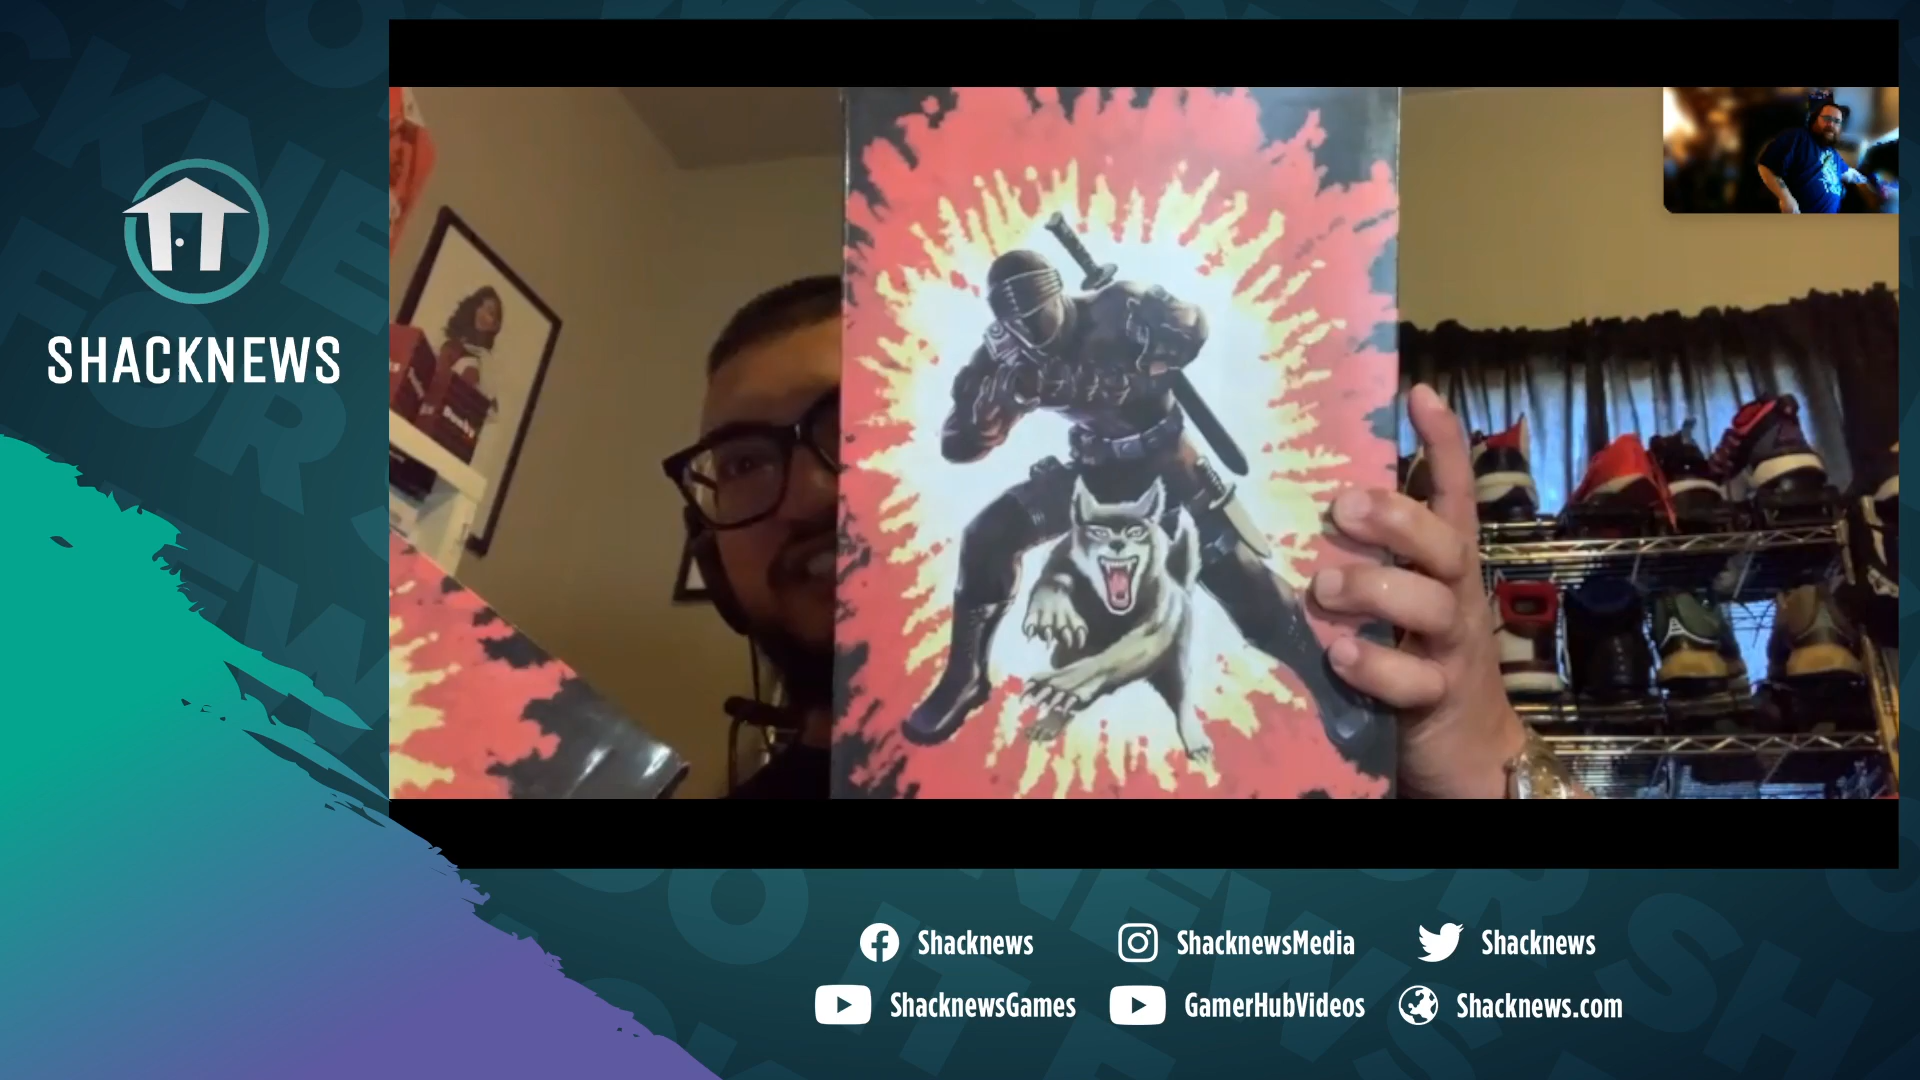 SHACKNEWS
Shacknews
ShacknewsMedia
Shacknews
ShacknewsGames
GamerHubVideos
Shacknews.com